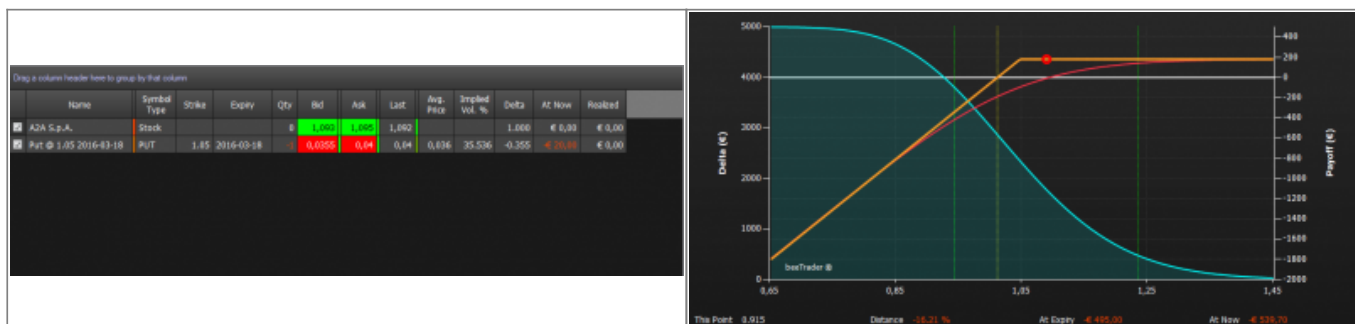 Drag a column header here to group by that column
Name Symbol Type Strike Expiry Qty Bid Ask Last Avg. Price Implied Vol. % Delta At Now Realized
A2A S.p.A. Stock 0 1,093 1,095 1,092 1.000 € 0,00 € 0,00
Put @ 1.05 2016-03-18 PUT 1.05 2016-03-18 -1 0,0355 0,04 0,04 0,036 35.536 -0.355 -€ 20,00 € 0,00
5000
4000
3000
2000
1000
0
Delta (€)
400
200
0
-200
-400
-600
-800
-1000
-1200
-1400
-1600
-1800
-2000
Payoff (€)
beeTrader ®
0,65 0,85 1,05 1,25 1,45
This Point 0.915 Distance -16,21 % At Expiry -€ 495,00 At Now -€ 539,70